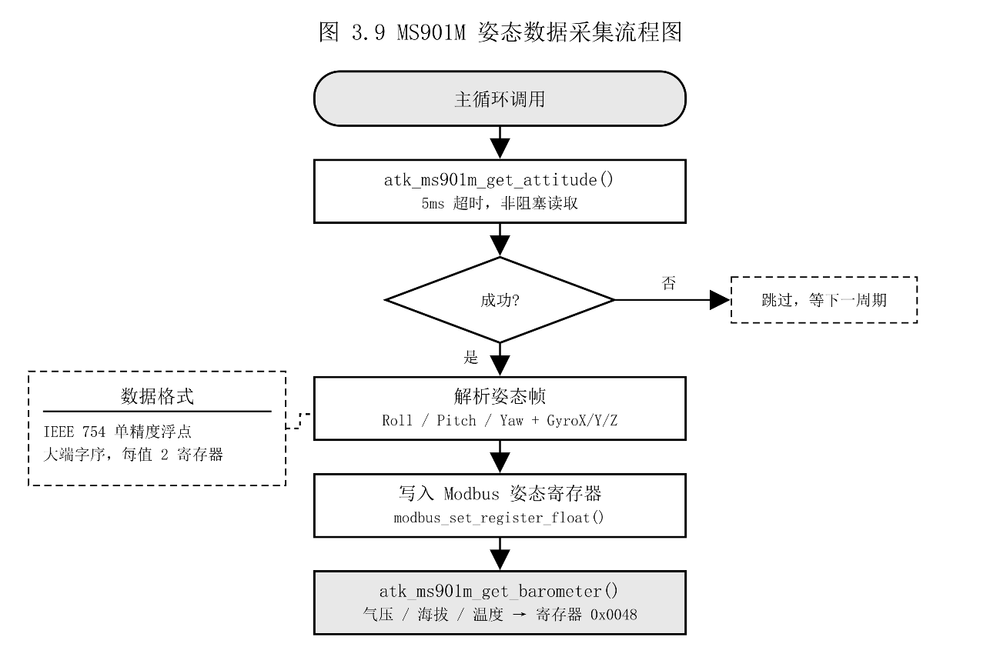 图 3.9 MS901M 姿态数据采集流程图
主循环调用
atk_ms901m_get_attitude()
5ms 超时，非阻塞读取
成功?
否
跳过，等下一周期
是
数据格式
IEEE 754 单精度浮点
大端字序，每值 2 寄存器
解析姿态帧
Roll / Pitch / Yaw + GyroX/Y/Z
写入 Modbus 姿态寄存器
modbus_set_register_float()
atk_ms901m_get_barometer()
气压 / 海拔 / 温度 → 寄存器 0x0048